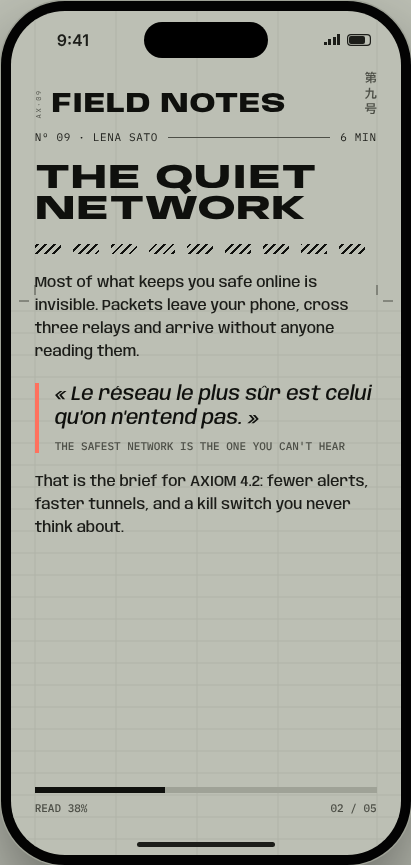 9:41
AX-09
FIELD NOTES
第九号
Nº 09 · LENA SATO
6 MIN
THE QUIET
NETWORK
Most of what keeps you safe online is
invisible. Packets leave your phone, cross
three relays and arrive without anyone
reading them.
« Le réseau le plus sûr est celui
qu'on n'entend pas. »
THE SAFEST NETWORK IS THE ONE YOU CAN'T HEAR
That is the brief for AXIOM 4.2: fewer alerts,
faster tunnels, and a kill switch you never
think about.
READ 38%
02 / 05